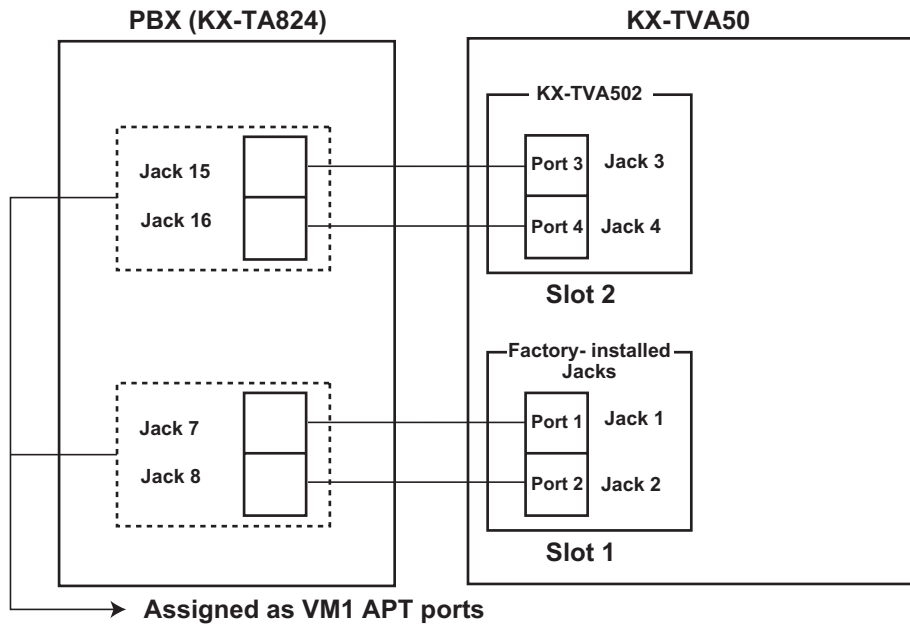 PBX (KX-TA824)
KX-TVA50
KX-TVA502
Jack 15
Port 3
Jack 3
Jack 16
Port 4
Jack 4
Slot 2
Factory- installed
Jacks
Jack 7
Port 1
Jack 1
Jack 8
Port 2
Jack 2
Slot 1
Assigned as VM1 APT ports